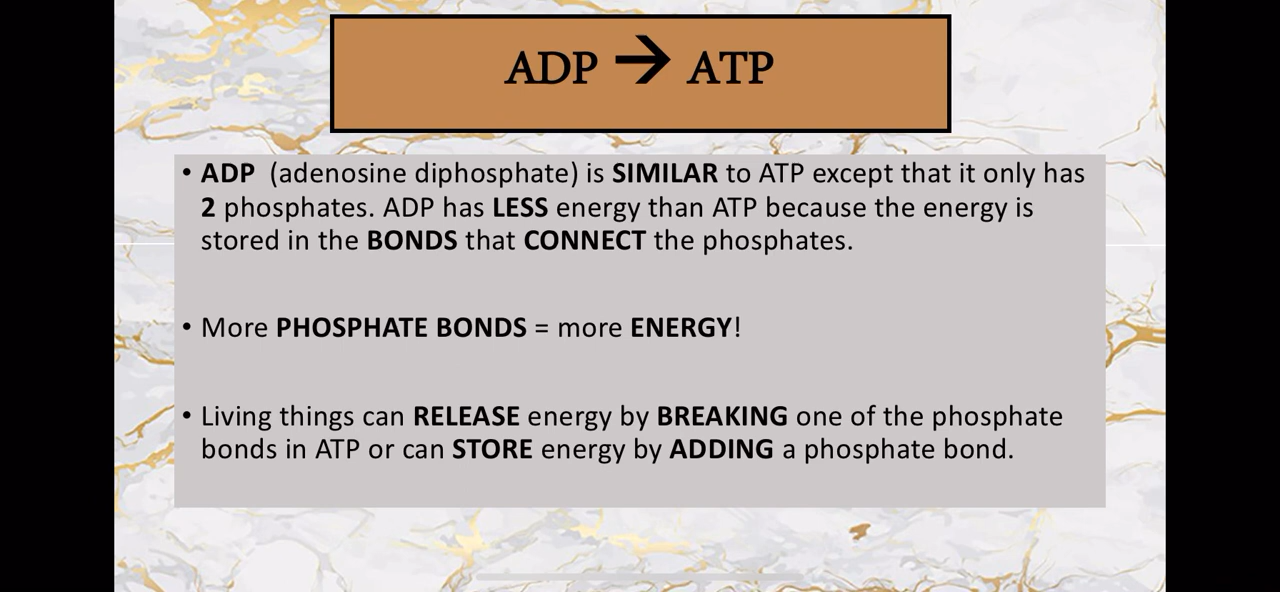 ADP → ATP
• ADP (adenosine diphosphate) is SIMILAR to ATP except that it only has
2 phosphates. ADP has LESS energy than ATP because the energy is
stored in the BONDS that CONNECT the phosphates.
• More PHOSPHATE BONDS = more ENERGY!
• Living things can RELEASE energy by BREAKING one of the phosphate
bonds in ATP or can STORE energy by ADDING a phosphate bond.